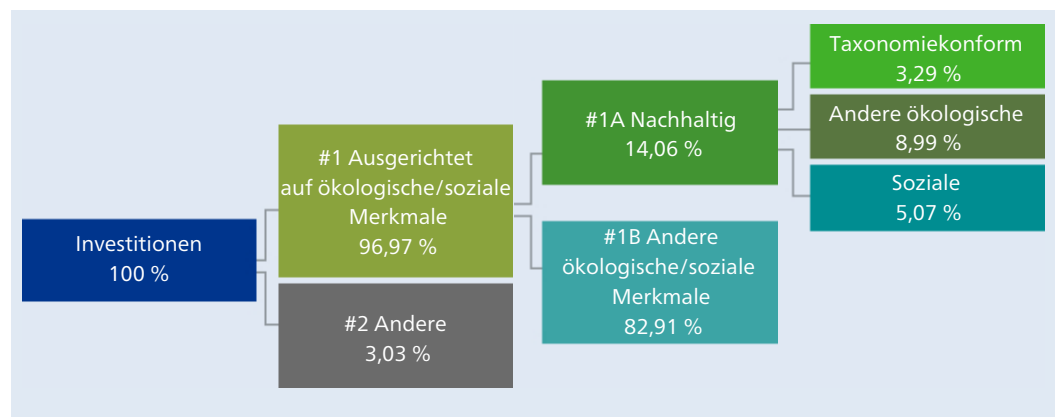 Investitionen
100 %
#1 Ausgerichtet
auf ökologische/soziale
Merkmale
96,97 %
#2 Andere
3,03 %
#1A Nachhaltig
14,06 %
#1B Andere
ökologische/soziale
Merkmale
82,91 %
Taxonomiekonform
3,29 %
Andere ökologische
8,99 %
Soziale
5,07 %